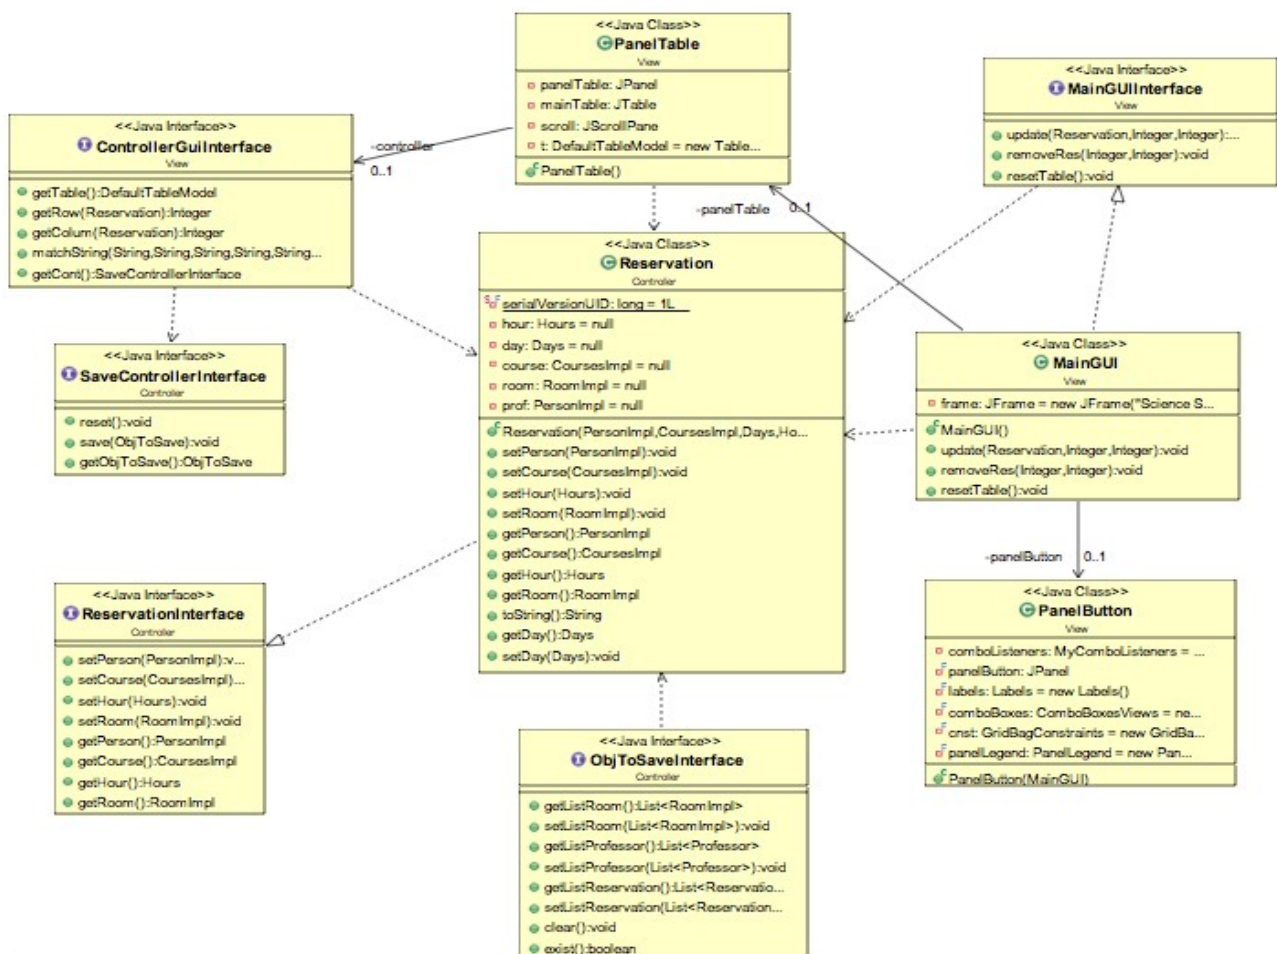 <<Java Class>>
PanelTable
View
panelTable: JPanel
mainTable: JTable
scroll: JScrollPane
t: DefaultTableModel = new Table...
PanelTable()
<<Java Interface>>
MainGUIInterface
View
update(Reservation,Integer,Integer):...
removeRes(Integer,Integer):void
resetTable():void
<<Java Interface>>
ControllerGuiInterface
View
getTable():DefaultTableModel
getRow(Reservation):Integer
getColum(Reservation):Integer
matchString(String,String,String,String,String...
getCont():SaveControllerInterface
-controller
0..1
-panelTable
0..1
<<Java Class>>
Reservation
Controller
serialVersionUID: long = 1L
hour: Hours = null
day: Days = null
course: CoursesImpl = null
room: RoomImpl = null
prof: PersonImpl = null
Reservation(PersonImpl,CoursesImpl,Days,Ho...
setPerson(PersonImpl):void
setCourse(CoursesImpl):void
setHour(Hours):void
setRoom(RoomImpl):void
getPerson():PersonImpl
getCourse():CoursesImpl
getHour():Hours
getRoom():RoomImpl
toString():String
getDay():Days
setDay(Days):void
<<Java Interface>>
SaveControllerInterface
Controller
reset():void
save(ObjToSave):void
getObjToSave():ObjToSave
<<Java Class>>
MainGUI
View
frame: JFrame = new JFrame("Science S...
MainGUI()
update(Reservation,Integer,Integer):void
removeRes(Integer,Integer):void
resetTable():void
-panelButton
0..1
<<Java Interface>>
ReservationInterface
Controller
setPerson(PersonImpl):v...
setCourse(CoursesImpl)...
setHour(Hours):void
setRoom(RoomImpl):void
getPerson():PersonImpl
getCourse():CoursesImpl
getHour():Hours
getRoom():RoomImpl
<<Java Class>>
PanelButton
View
comboListeners: MyComboListeners = ...
panelButton: JPanel
labels: Labels = new Labels()
comboBoxes: ComboBoxesViews = ne...
cnst: GridBagConstraints = new GridBa...
panelLegend: PanelLegend = new Pan...
PanelButton(MainGUI)
<<Java Interface>>
ObjToSaveInterface
Controller
getListRoom():List<RoomImpl>
setListRoom(List<RoomImpl>):void
getListProfessor():List<Professor>
setListProfessor(List<Professor>):void
getListReservation():List<Reservatio...
setListReservation(List<Reservation...
clear():void
exist():boolean